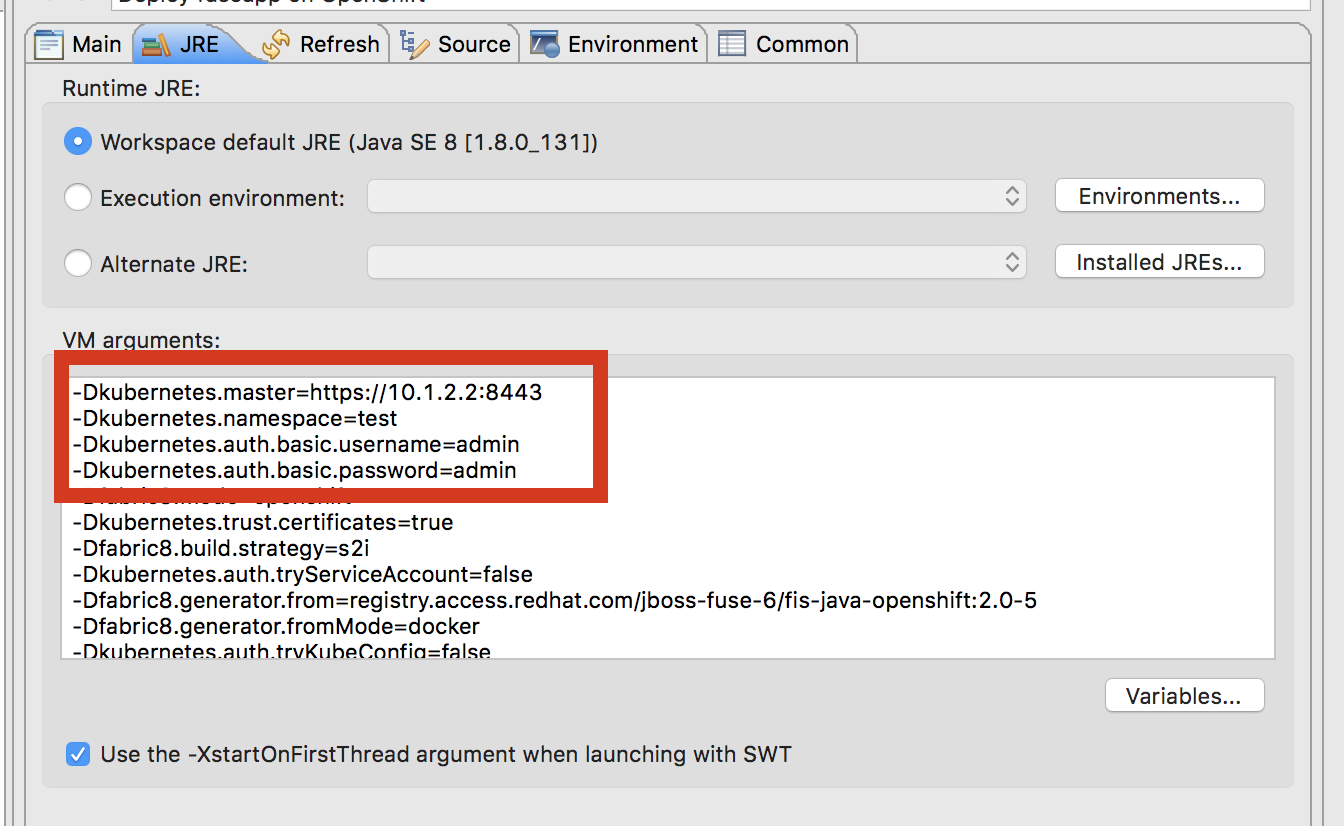 Main JRE Refresh Source Environment Common
Runtime JRE:
Workspace default JRE (Java SE 8 [1.8.0_131])
Execution environment: Environments...
Alternate JRE: Installed JREs...
VM arguments:
-Dkubernetes.master=https://10.1.2.2:8443
-Dkubernetes.namespace=test
-Dkubernetes.auth.basic.username=admin
-Dkubernetes.auth.basic.password=admin
-Dkubernetes.trust.certificates=true
-Dfabric8.build.strategy=s2i
-Dkubernetes.auth.tryServiceAccount=false
-Dfabric8.generator.from=registry.access.redhat.com/jboss-fuse-6/fis-java-openshift:2.0-5
-Dfabric8.generator.fromMode=docker
-Dkubernetes.auth.tryKubeConfig=false
Variables...
Use the -XstartOnFirstThread argument when launching with SWT